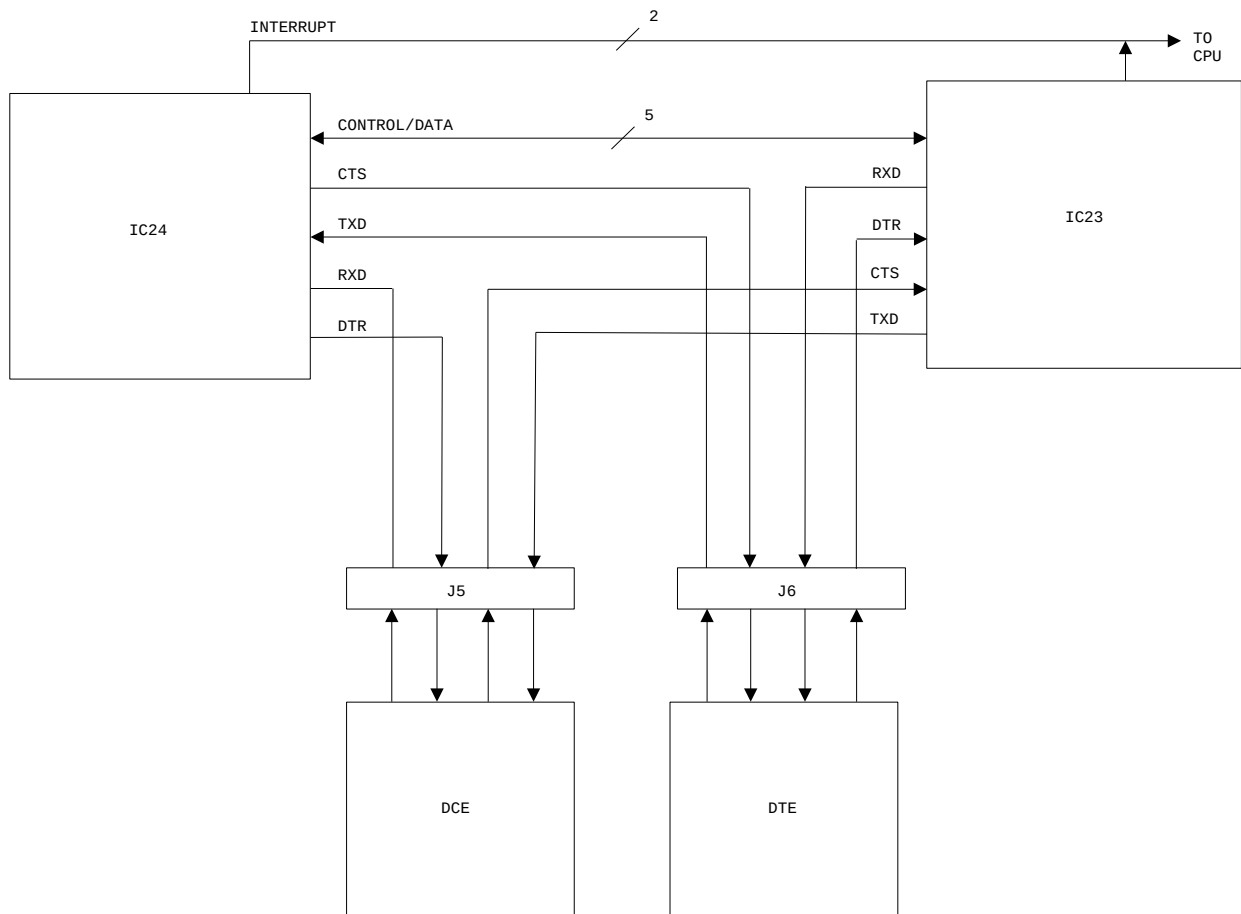 INTERRUPT
2
TO
CPU
CONTROL/DATA
5
CTS
RXD
TXD
DTR
IC24
IC23
RXD
CTS
DTR
TXD
J5
J6
DCE
DTE